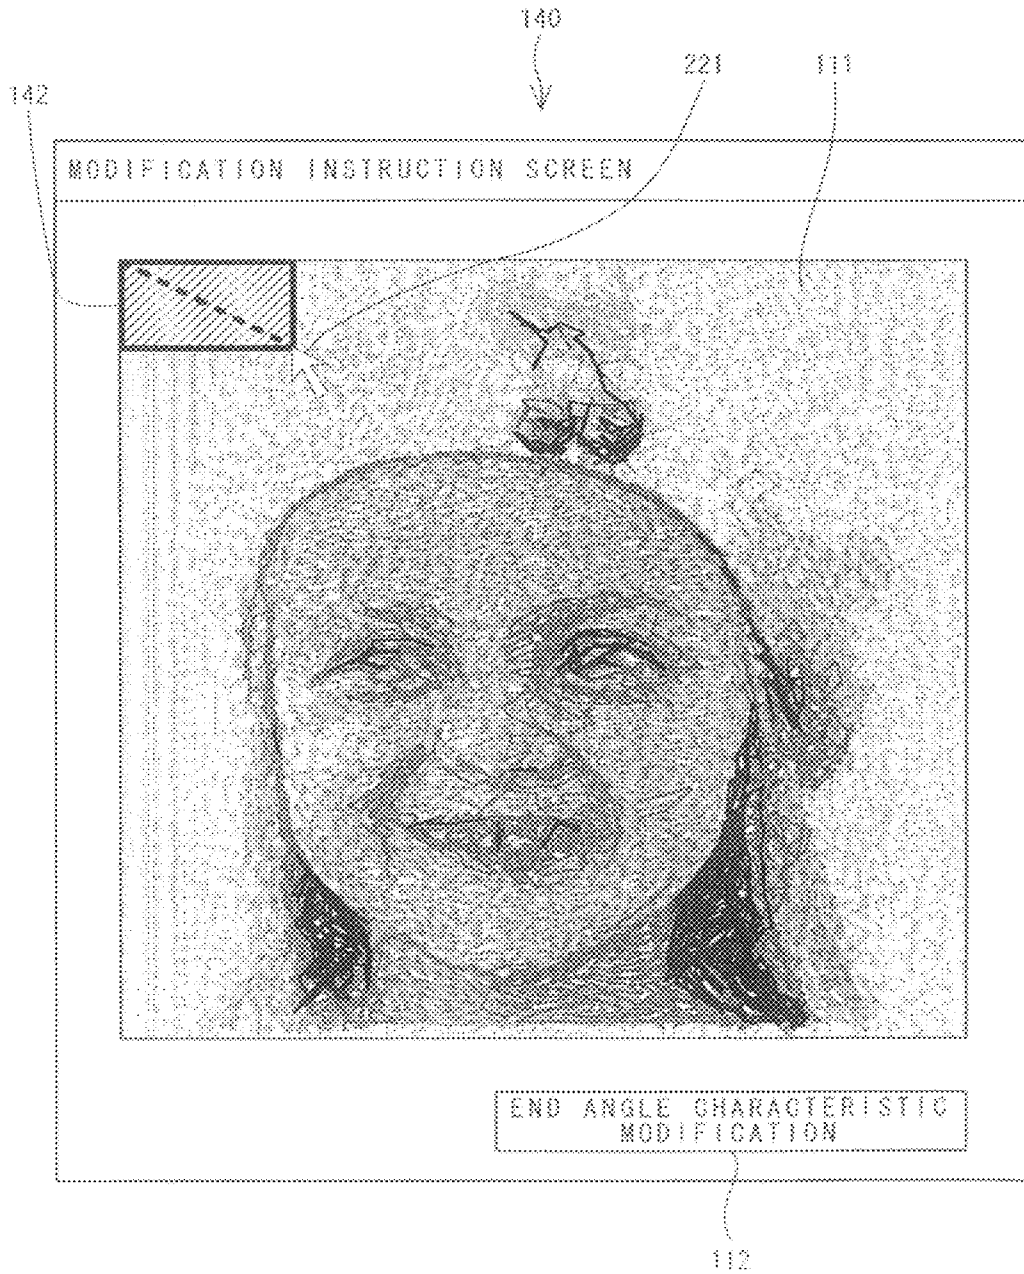 140
221
111
142
MODIFICATION INSTRUCTION SCREEN
END ANGLE CHARACTERISTIC
MODIFICATION
112